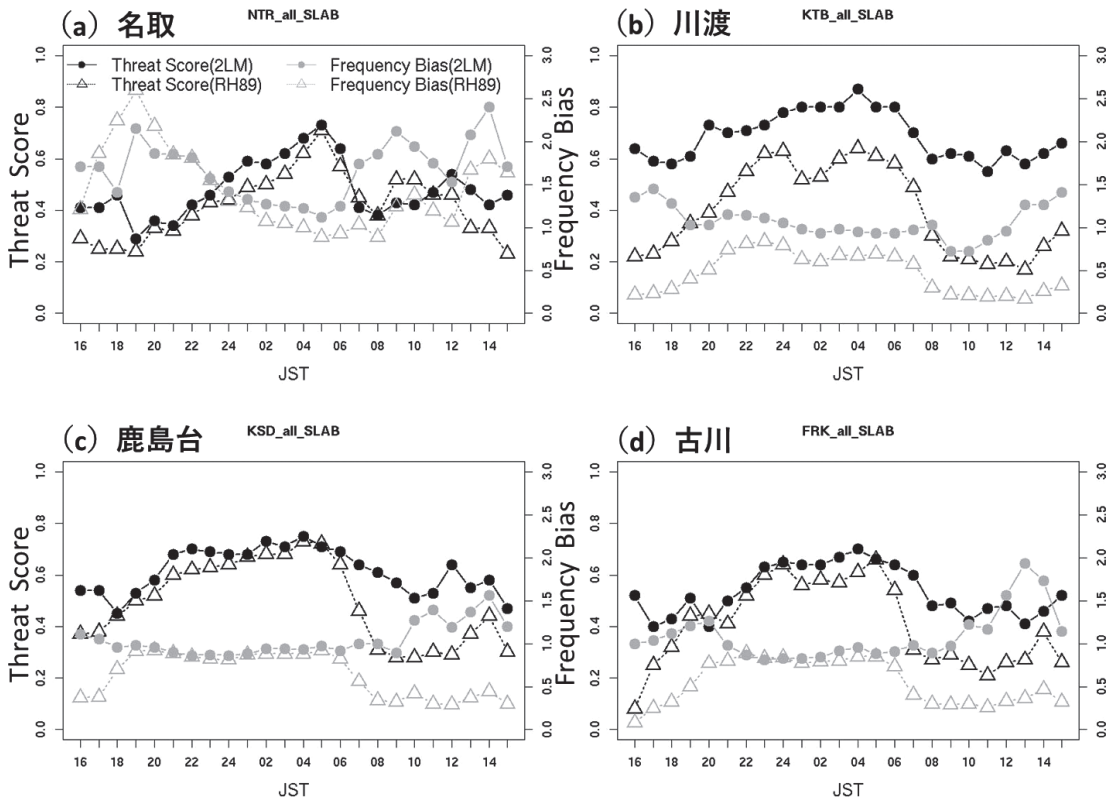 (a) 名取
NTR_all_SLAB
Threat Score(2LM)
Frequency Bias(2LM)
Threat Score(RH89)
Frequency Bias(RH89)
Threat Score
0.0 0.2 0.4 0.6 0.8 1.0
Frequency Bias
0.0 0.5 1.0 1.5 2.0 2.5 3.0
16 18 20 22 24 02 04 06 08 10 12 14
JST
(b) 川渡
KTB_all_SLAB
0.0 0.2 0.4 0.6 0.8 1.0
0.0 0.5 1.0 1.5 2.0 2.5 3.0
16 18 20 22 24 02 04 06 08 10 12 14
JST
(c) 鹿島台
KSD_all_SLAB
Threat Score
0.0 0.2 0.4 0.6 0.8 1.0
Frequency Bias
0.0 0.5 1.0 1.5 2.0 2.5 3.0
16 18 20 22 24 02 04 06 08 10 12 14
JST
(d) 古川
FRK_all_SLAB
0.0 0.2 0.4 0.6 0.8 1.0
0.0 0.5 1.0 1.5 2.0 2.5 3.0
16 18 20 22 24 02 04 06 08 10 12 14
JST